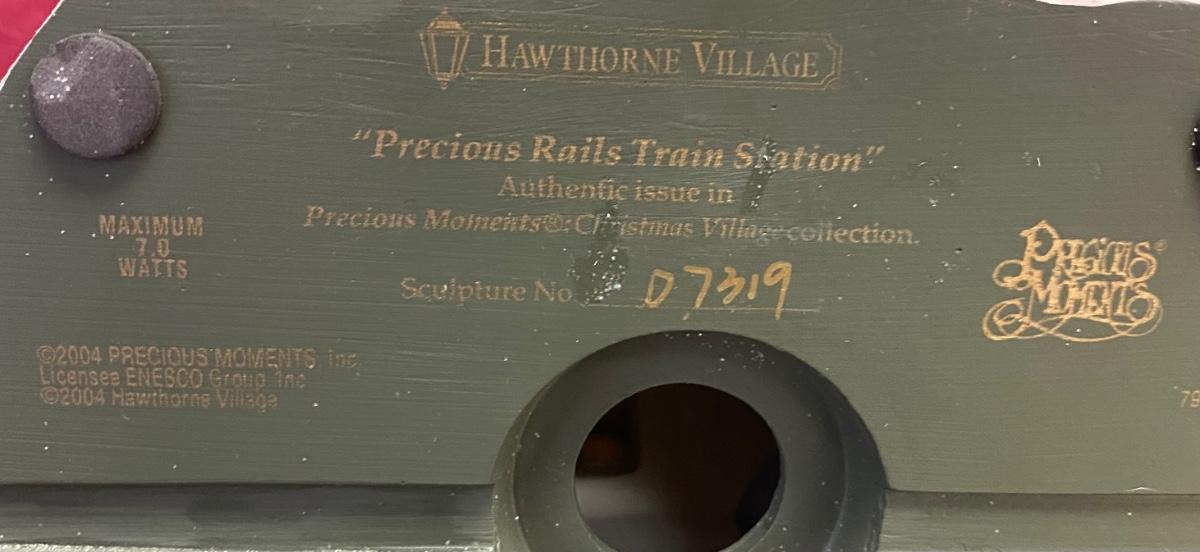 HAWTHORNE VILLAGE
"Precious Rails Train Station"
Authentic issue in
Precious Moments®: Christmas Village collection.
Sculpture No. D7319
MAXIMUM
7.0
WATTS
PRECIOUS®
MOMENTS
©2004 PRECIOUS MOMENTS, Inc.
Licensee ENESCO Group, Inc.
©2004 Hawthorne Village
79